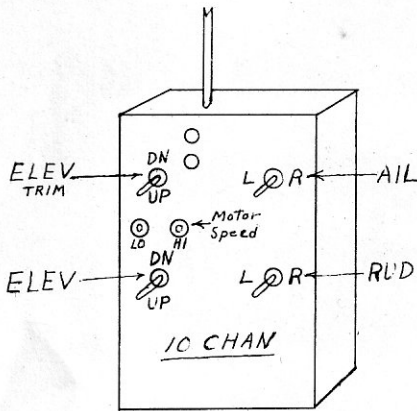 DN
ELEV
TRIM
L R
AIL
UP
Motor
Speed
LO HI
DN
ELEV
L R
RUD
UP
10 CHAN